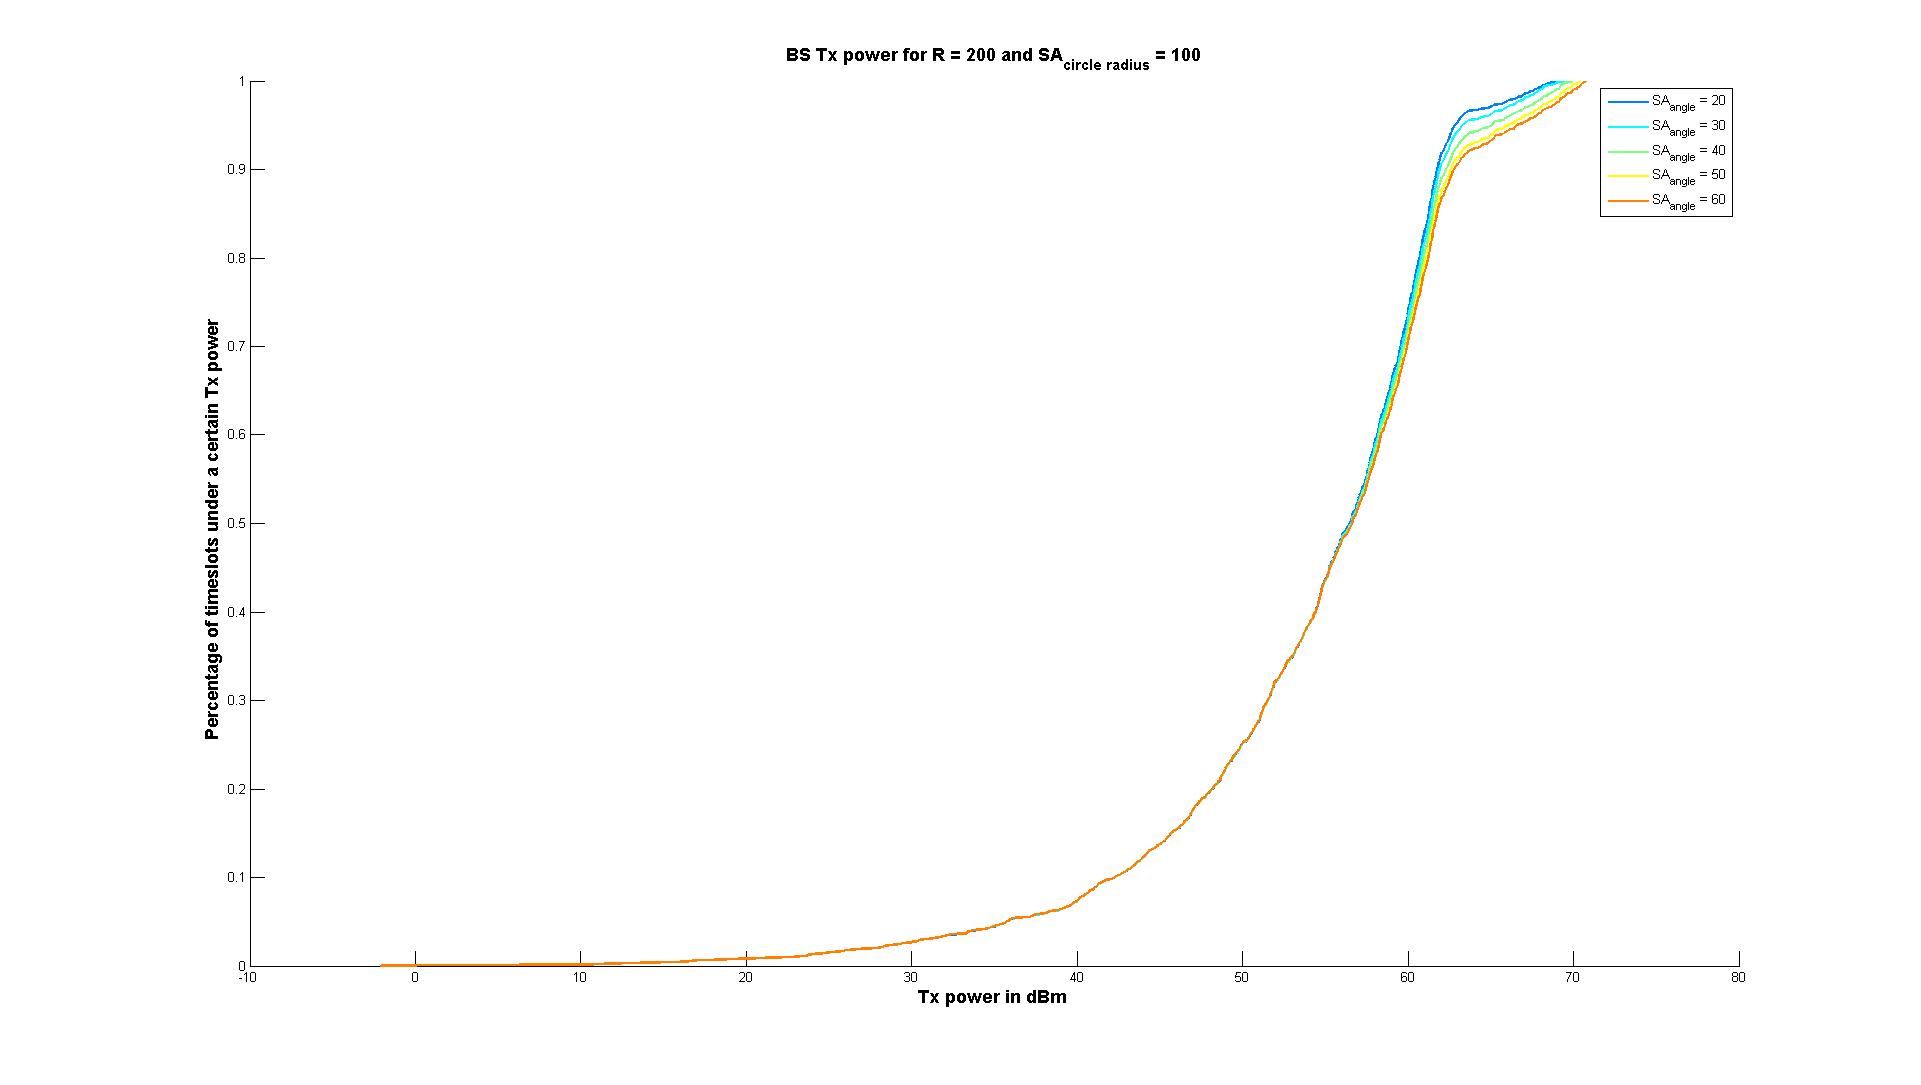 BS Tx power for R = 200 and SAcircle radius = 100
Percentage of timeslots under a certain Tx power
1
0.9
0.8
0.7
0.6
0.5
0.4
0.3
0.2
0.1
0
-10 0 10 20 30 40 50 60 70 80
Tx power in dBm
SAangle = 20
SAangle = 30
SAangle = 40
SAangle = 50
SAangle = 60